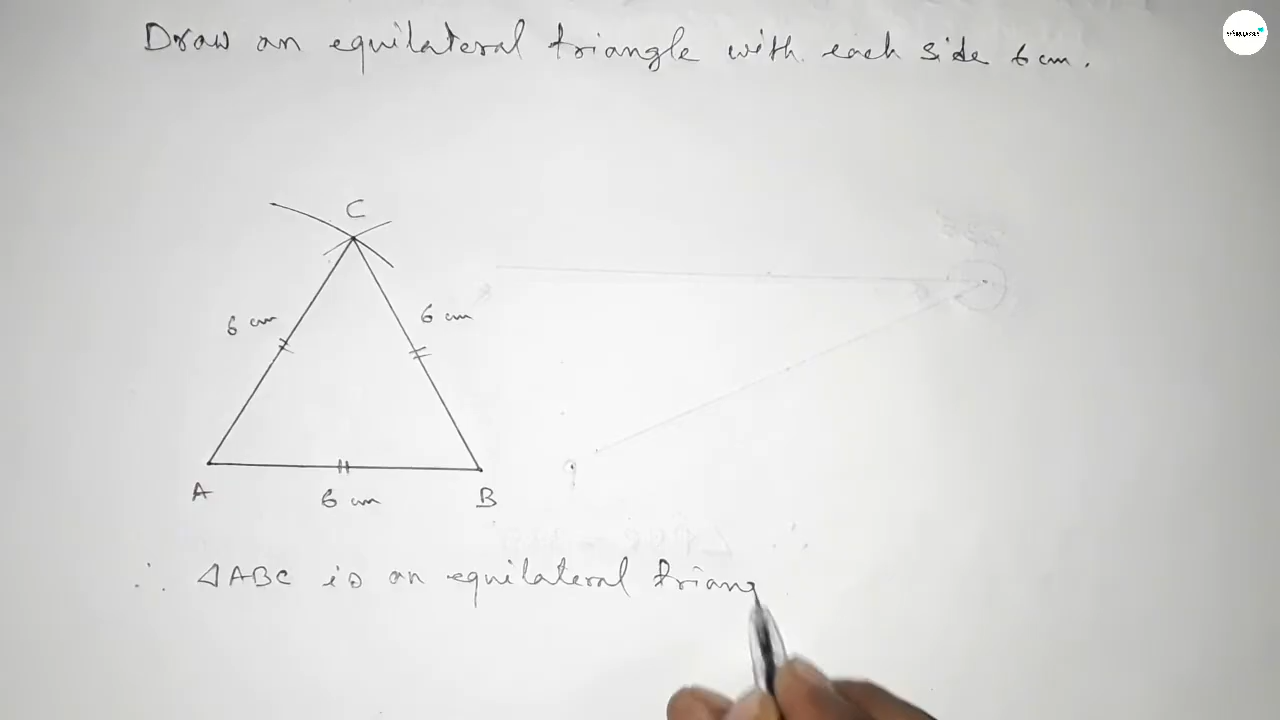 Draw an equilateral triangle with each side 6 cm.
C
6 cm
6 cm
A
6 cm
B
∴ △ABC is an equilateral triang